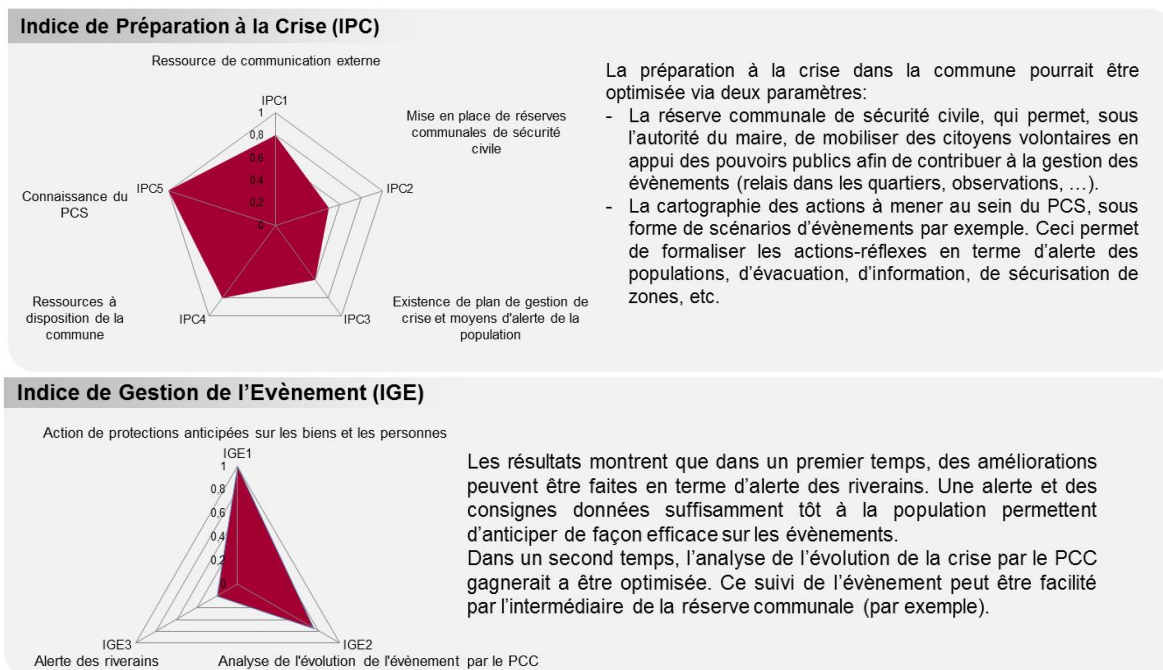 Indice de Préparation à la Crise (IPC)
Ressource de communication externe
IPC1
1
0,8
0,6
0,4
0,2
0
Mise en place de réserves
communales de sécurité
civile
IPC2
Connaissance du
PCS
IPC5
Ressources à
disposition de la
commune
IPC4
IPC3
Existence de plan de gestion de
crise et moyens d'alerte de la
population
La préparation à la crise dans la commune pourrait être
optimisée via deux paramètres:
- La réserve communale de sécurité civile, qui permet, sous
l’autorité du maire, de mobiliser des citoyens volontaires en
appui des pouvoirs publics afin de contribuer à la gestion des
évènements (relais dans les quartiers, observations, …).
- La cartographie des actions à mener au sein du PCS, sous
forme de scénarios d’évènements par exemple. Ceci permet
de formaliser les actions-réflexes en terme d’alerte des
populations, d’évacuation, d’information, de sécurisation de
zones, etc.
Indice de Gestion de l’Evènement (IGE)
Action de protections anticipées sur les biens et les personnes
IGE1
1
0,8
0,6
0,4
0,2
0
IGE3
Alerte des riverains
IGE2
Analyse de l'évolution de l'évènement par le PCC
Les résultats montrent que dans un premier temps, des améliorations
peuvent être faites en terme d’alerte des riverains. Une alerte et des
consignes données suffisamment tôt à la population permettent
d’anticiper de façon efficace sur les évènements.
Dans un second temps, l’analyse de l’évolution de la crise par le PCC
gagnerait a être optimisée. Ce suivi de l’évènement peut être facilité
par l’intermédiaire de la réserve communale (par exemple).